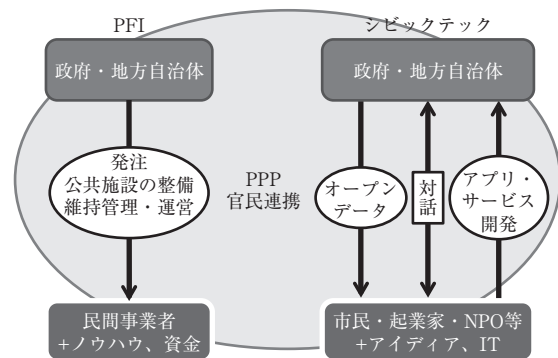 PFI
政府・地方自治体
発注
公共施設の整備
維持管理・運営
民間事業者
+ノウハウ、資金
PPP
官民連携
シビックテック
政府・地方自治体
オープン
データ
対話
アプリ・
サービス
開発
市民・起業家・NPO等
+アイディア、IT